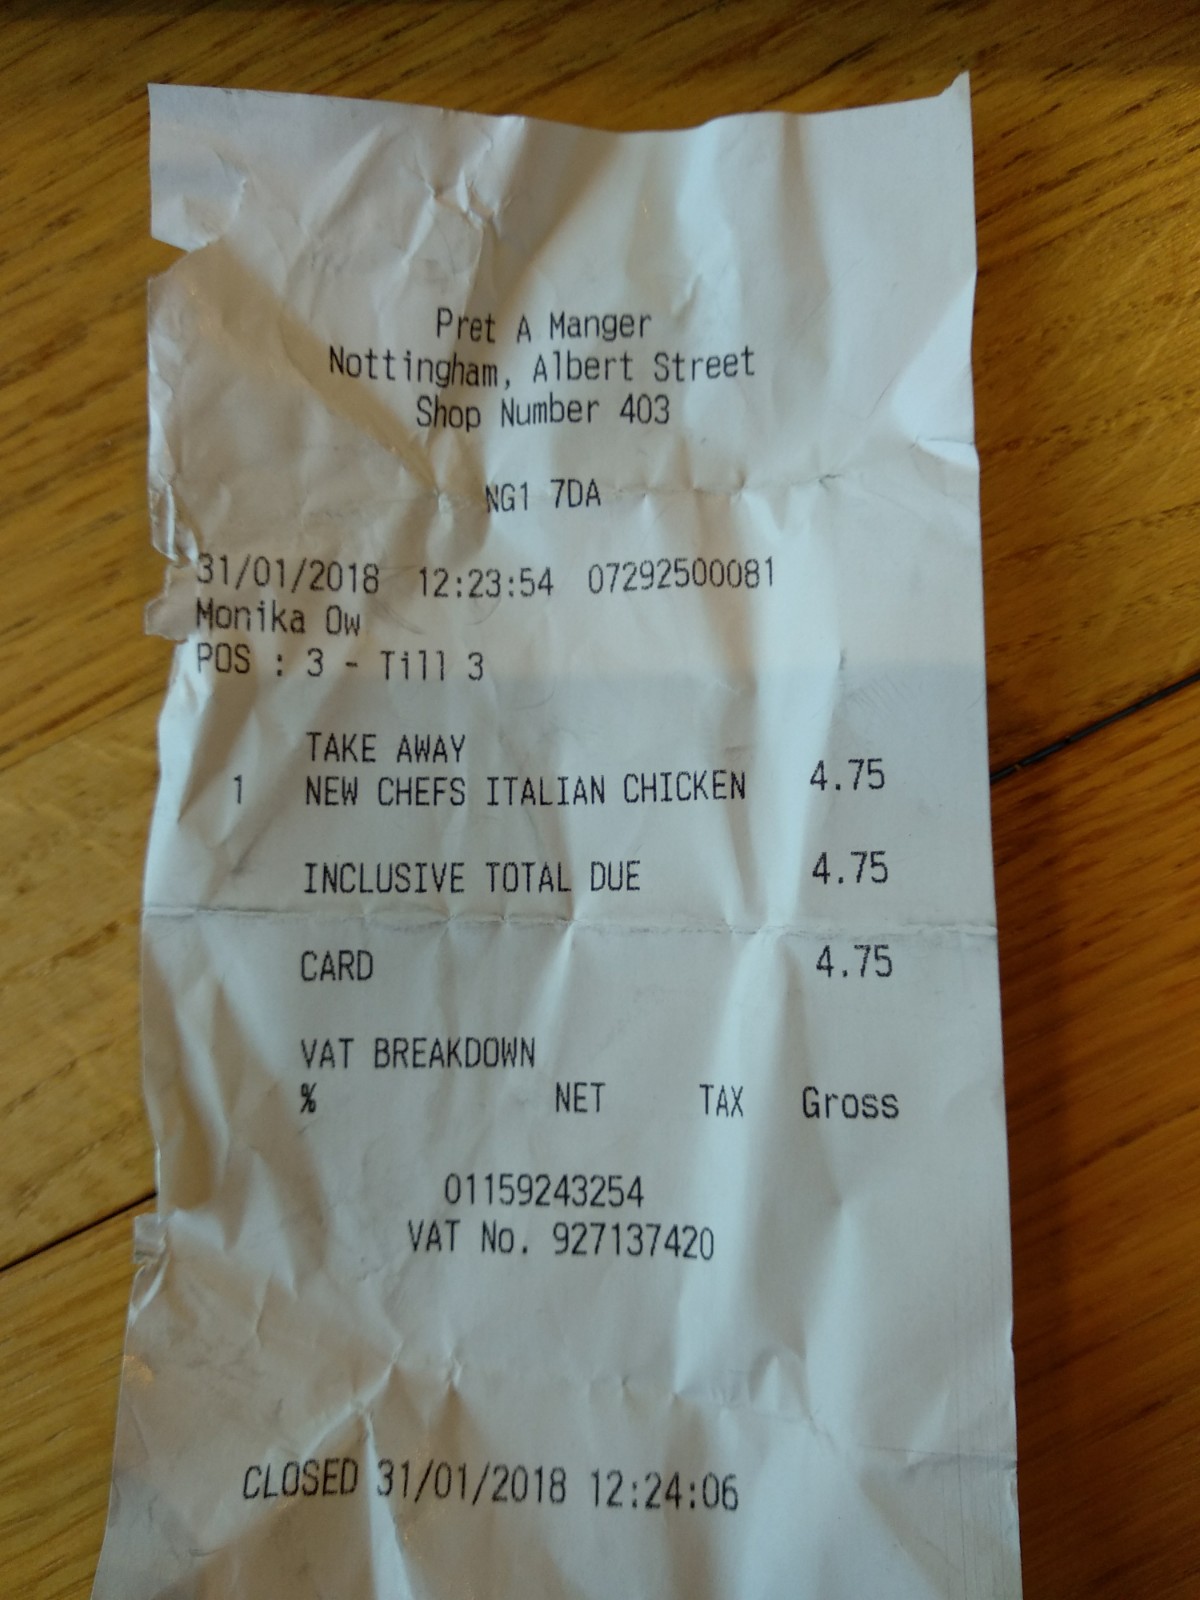 Pret A Manger
Nottingham, Albert Street
Shop Number 403
NG1 7DA
31/01/2018 12:23:54 07292500081
Monika Ow
POS : 3 - Till 3
TAKE AWAY
1 NEW CHEFS ITALIAN CHICKEN 4.75
INCLUSIVE TOTAL DUE 4.75
CARD 4.75
VAT BREAKDOWN
% NET TAX Gross
01159243254
VAT No. 927137420
CLOSED 31/01/2018 12:24:06